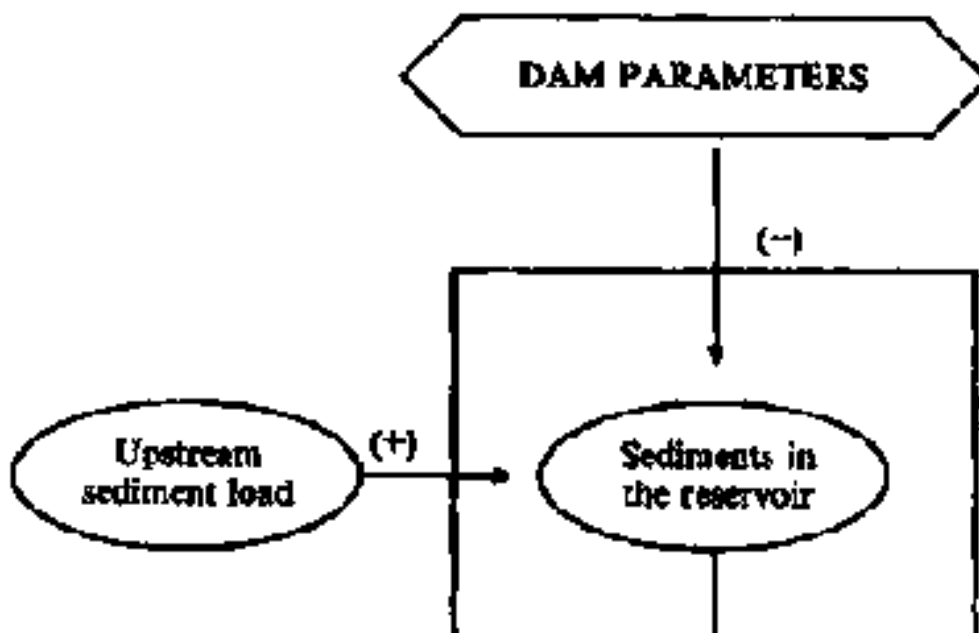 DAM PARAMETERS
(-)
(+)
Upstream
sediment load
Sediments in
the reservoir